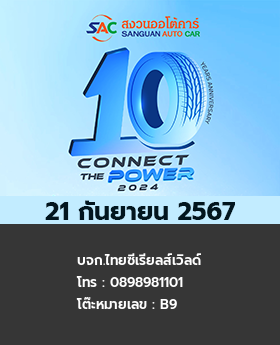 SAC สงวนออโต้คาร์
SANGUAN AUTO CAR
10
YEARS ANNIVERSARY
CONNECT
THE POWER
2024
21 กันยายน 2567
บจก.ไทยซีเรียลส์เวิลด์
โทร : 0898981101
โต๊ะหมายเลข : B9